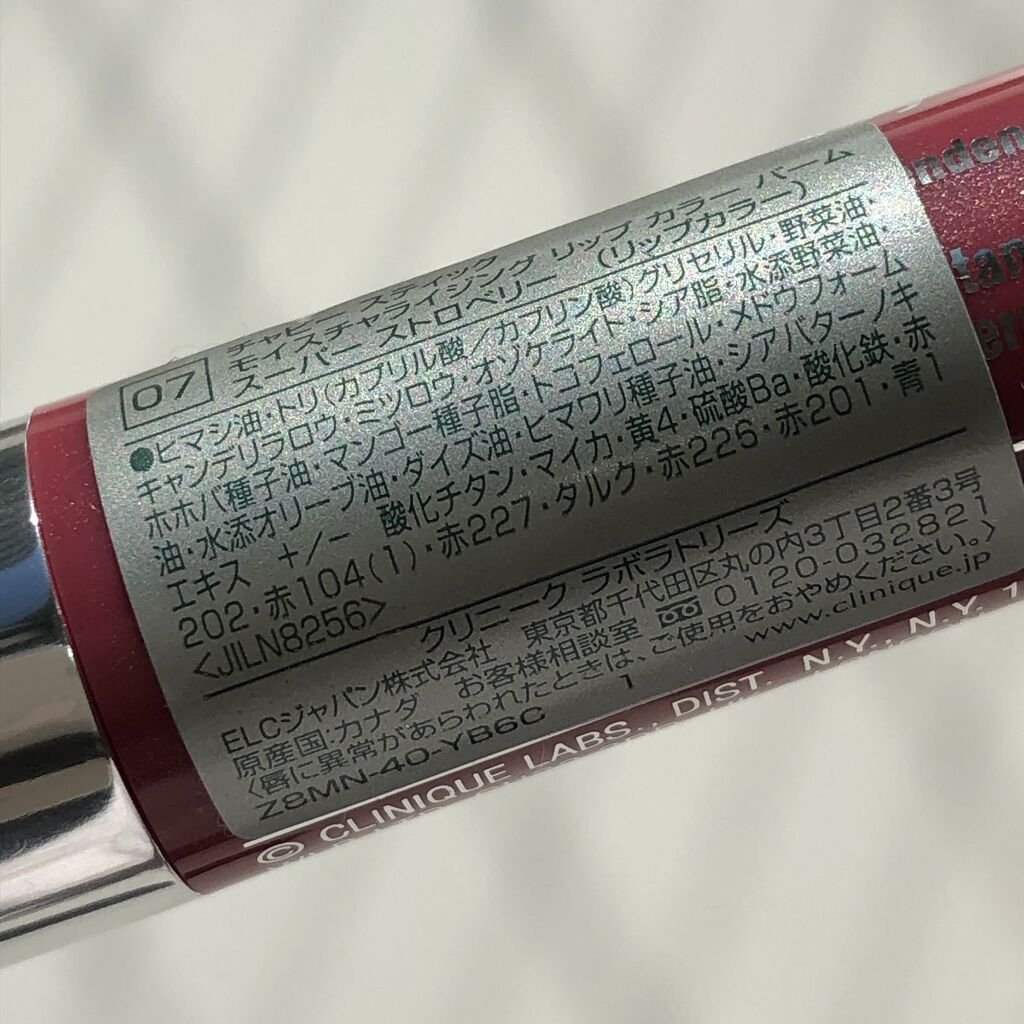 チャビー スティック
モイスチャライジング リップ カラー バーム
07 スーパー ストロベリー (リップカラー)
●ヒマシ油・トリ(カプリル酸/カプリン酸)グリセリル・野菜油・
キャンデリラロウ・ミツロウ・オゾケライト・シア脂・水添野菜油・
ホホバ種子油・マンゴー種子脂・トコフェロール・メドウフォーム
油・水添オリーブ油・ダイズ油・ヒマワリ種子油・シアバターノキ
エキス +/- 酸化チタン・マイカ・黄4・硫酸Ba・酸化鉄・赤
202・赤104(1)・赤227・タルク・赤226・赤201・青1
<JILN8256>
クリニーク ラボラトリーズ
ELCジャパン株式会社 東京都千代田区丸の内3丁目2番3号
原産国:カナダ お客様相談室 0120-032821
〈唇に異常があらわれたときは、ご使用をおやめください。〉
Z8MN-40-YB6C 1 www.clinique.jp
© CLINIQUE LABS., DIST. N.Y., N.Y. 1
nden
tan
er